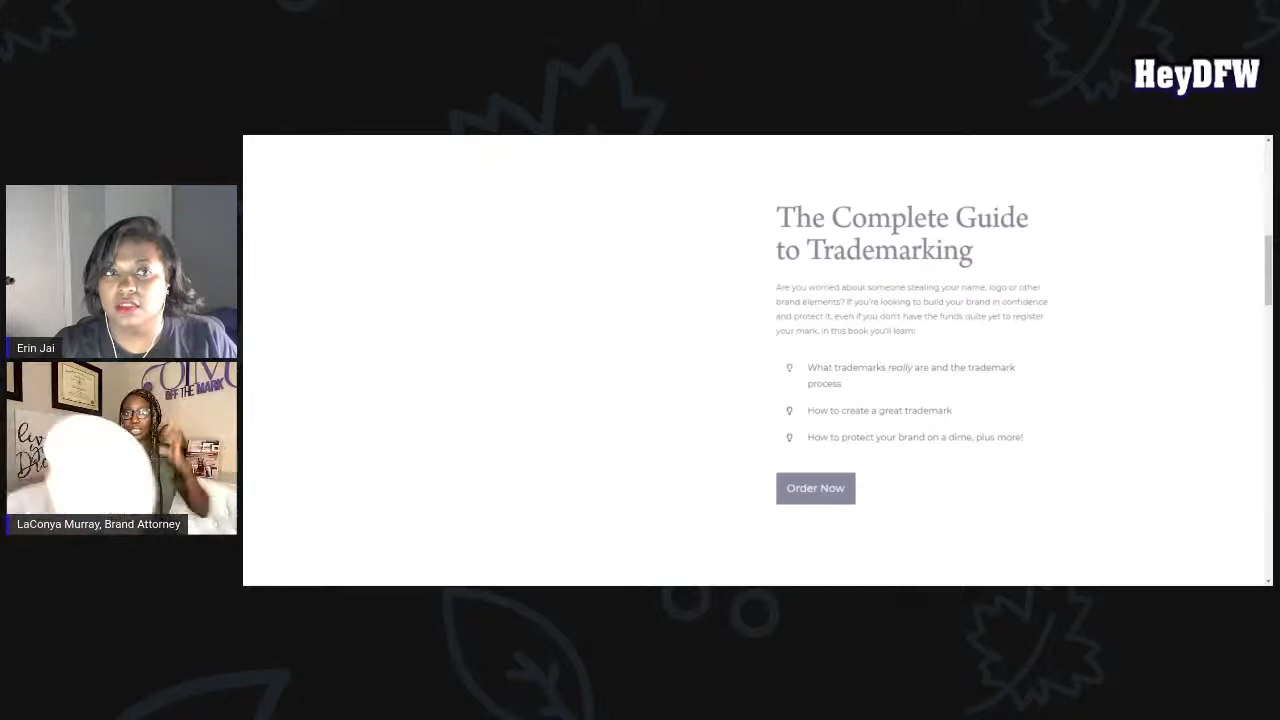 HeyDFW
The Complete Guide
to Trademarking
Are you worried about someone stealing your name, logo or other
brand elements? If you're looking to build your brand in confidence
and protect it, even if you don't have the funds quite yet to register
your mark, in this book you'll learn:
What trademarks really are and the trademark
process
How to create a great trademark
How to protect your brand on a dime, plus more!
Order Now
Erin Jai
OFF THE MARK
LaConya Murray, Brand Attorney